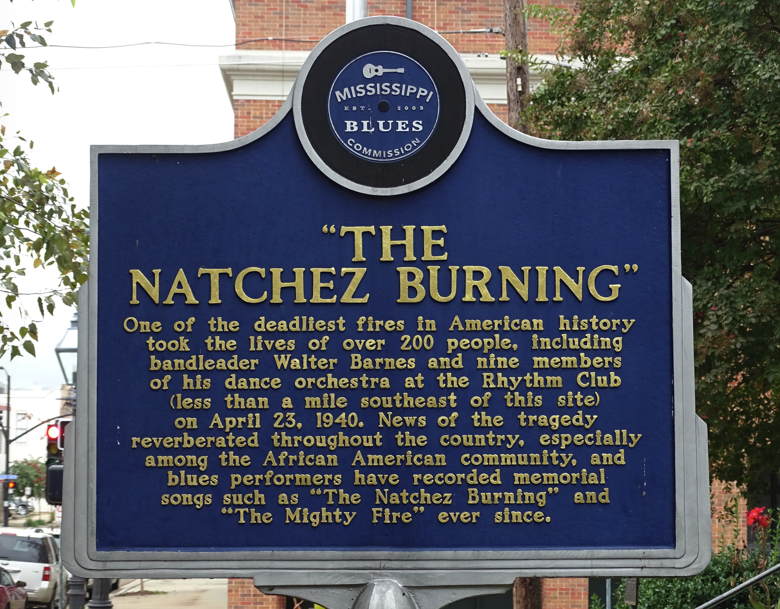 MISSISSIPPI
EST. 2005
BLUES
COMMISSION
"THE
NATCHEZ BURNING"
One of the deadliest fires in American history
took the lives of over 200 people, including
bandleader Walter Barnes and nine members
of his dance orchestra at the Rhythm Club
(less than a mile southeast of this site)
on April 23, 1940. News of the tragedy
reverberated throughout the country, especially
among the African American community, and
blues performers have recorded memorial
songs such as "The Natchez Burning" and
"The Mighty Fire" ever since.